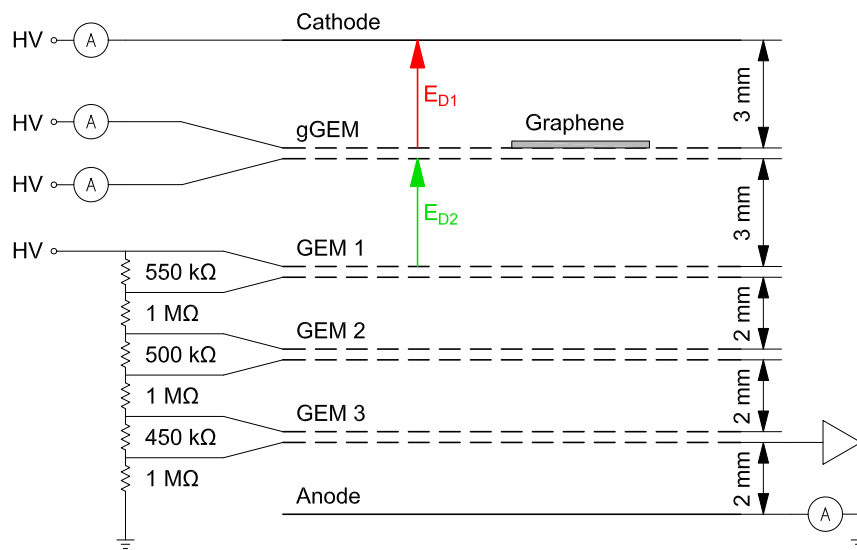 Cathode
HV A
E_D1
3 mm
HV A
gGEM
Graphene
HV A
E_D2
3 mm
HV
GEM 1
550 kΩ
1 MΩ
2 mm
GEM 2
500 kΩ
1 MΩ
2 mm
GEM 3
450 kΩ
1 MΩ
2 mm
Anode
A